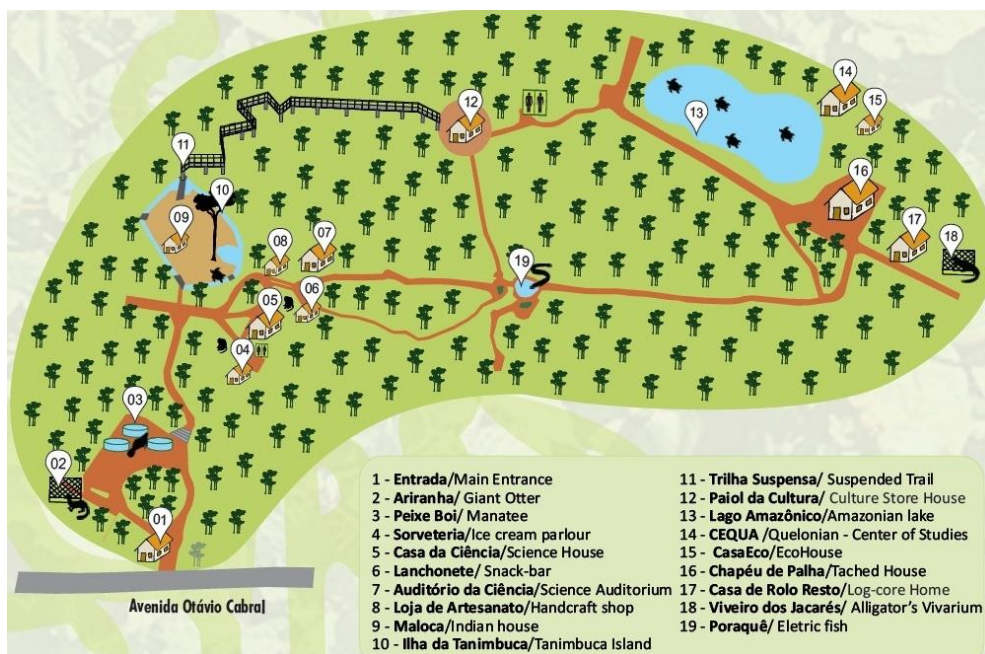 14
12
15
13
11
16
10
09
17
18
07
08
19
06
05
04
03
02
01
Avenida Otávio Cabral
1 - Entrada/Main Entrance
2 - Ariranha/ Giant Otter
3 - Peixe Boi/ Manatee
4 - Sorveteria/Ice cream parlour
5 - Casa da Ciência/Science House
6 - Lanchonete/ Snack-bar
7 - Auditório da Ciência/Science Auditorium
8 - Loja de Artesanato/Handcraft shop
9 - Maloca/Indian house
10 - Ilha da Tanimbuca/Tanimbuca Island
11 - Trilha Suspensa/ Suspended Trail
12 - Paiol da Cultura/ Culture Store House
13 - Lago Amazônico/Amazonian lake
14 - CEQUA /Quelonian - Center of Studies
15 - CasaEco/EcoHouse
16 - Chapéu de Palha/Tached House
17 - Casa de Rolo Resto/Log-core Home
18 - Viveiro dos Jacarés/ Alligator's Vivarium
19 - Poraquê/ Eletric fish